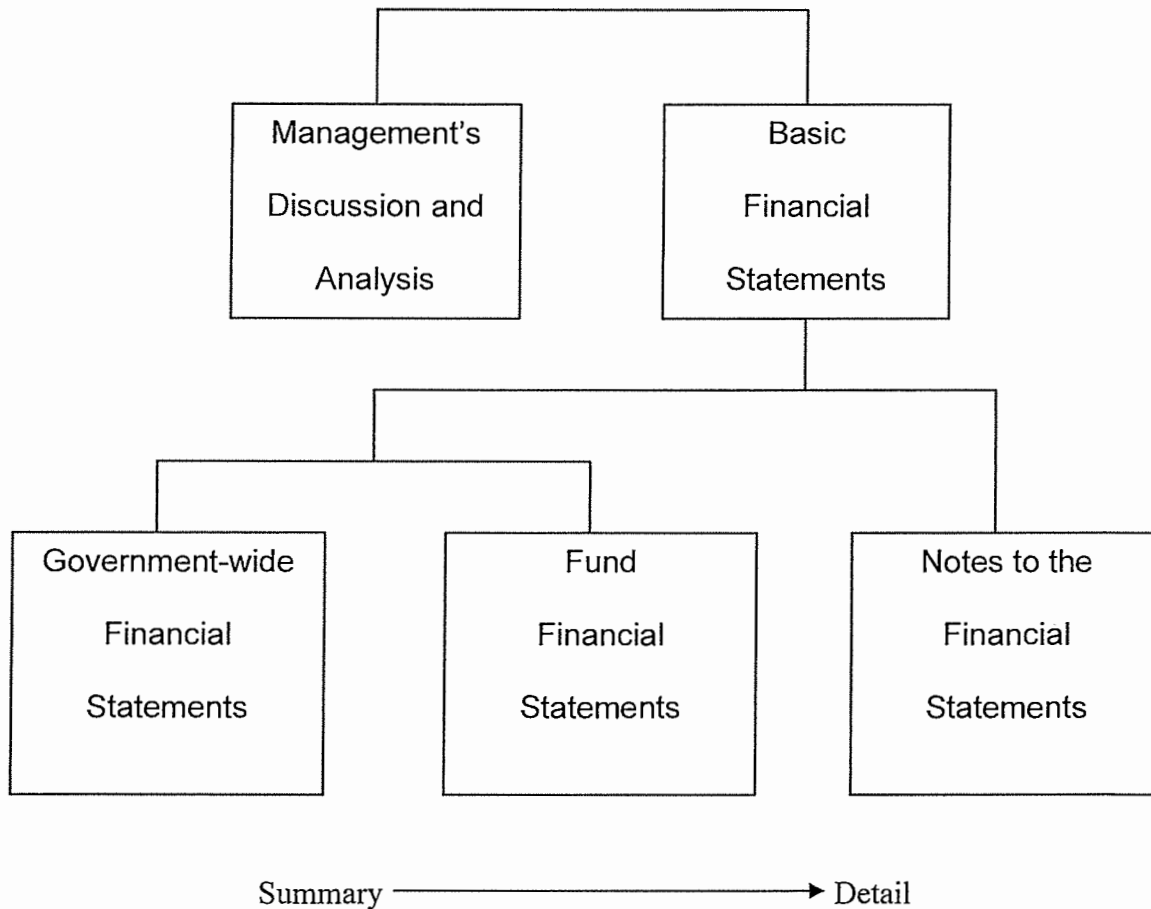 Management's
Discussion and
Analysis
Basic
Financial
Statements
Government-wide
Financial
Statements
Fund
Financial
Statements
Notes to the
Financial
Statements
Summary
Detail